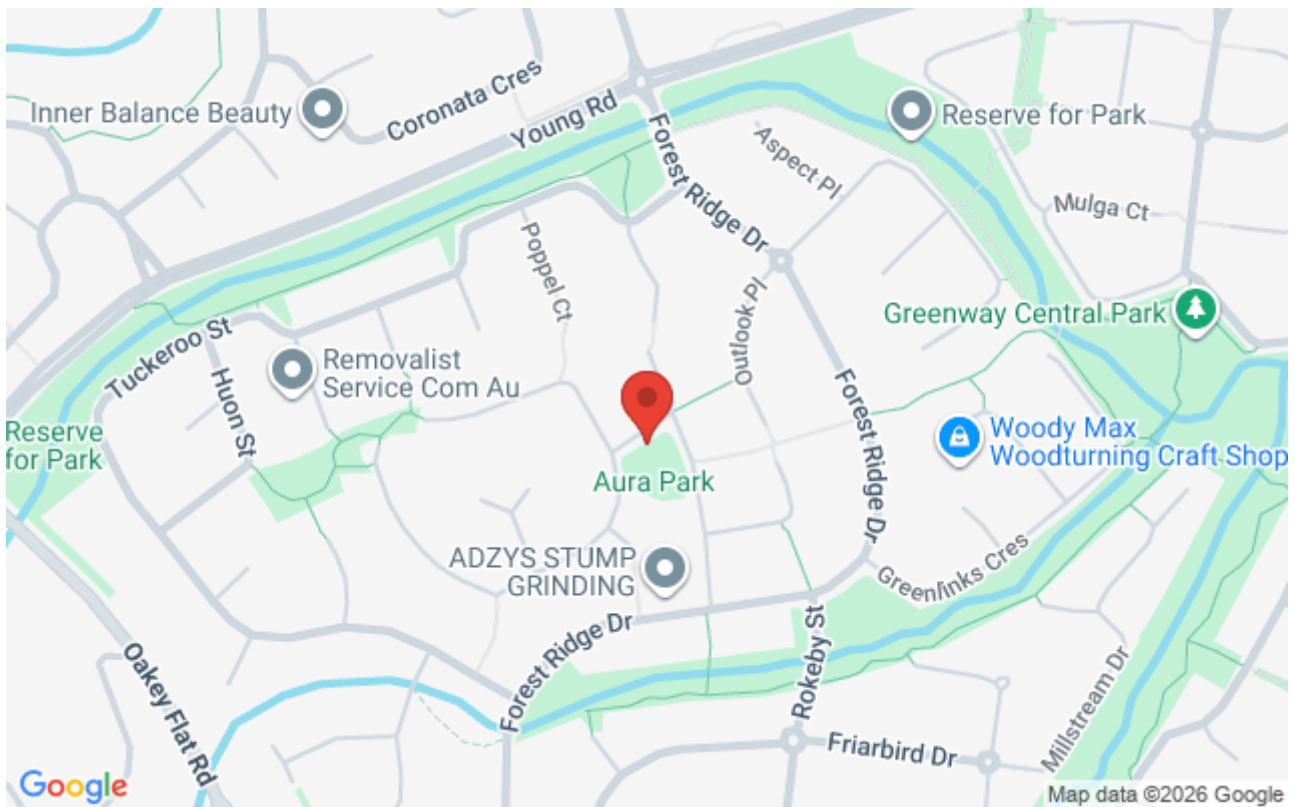 Coronata Cres
Inner Balance Beauty
Young Rd
Reserve for Park
Forest Ridge Dr
Aspect Pl
Mulga Ct
Poppel Ct
Outlook Pl
Greenway Central Park
Tuckeroo St
Removalist
Service Com Au
Huon St
Forest Ridge Dr
Reserve
for Park
Woody Max
Woodturning Craft Shop
Aura Park
ADZYS STUMP
GRINDING
Greenlinks Cres
Forest Ridge Dr
Rokeby St
Oakey Flat Rd
Millstream Dr
Friarbird Dr
Google
Map data ©2026 Google